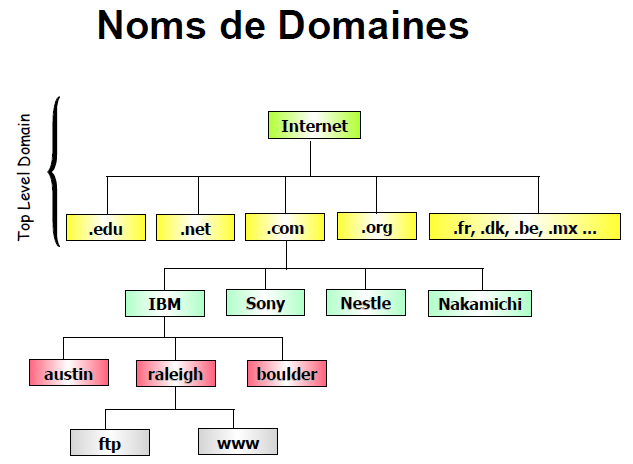 Noms de Domaines
Top Level Domain
Internet
.edu
.net
.com
.org
.fr, .dk, .be, .mx ...
IBM
Sony
Nestle
Nakamichi
austin
raleigh
boulder
ftp
www